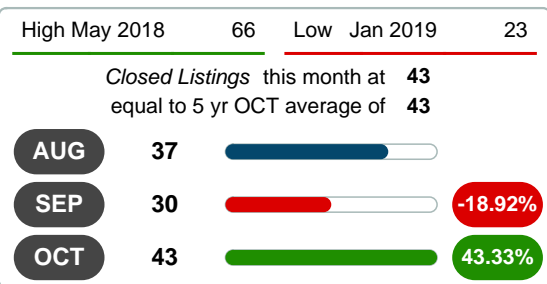 High May 2018 66 Low Jan 2019 23
Closed Listings this month at 43
equal to 5 yr OCT average of 43
AUG 37
SEP 30 -18.92%
OCT 43 43.33%